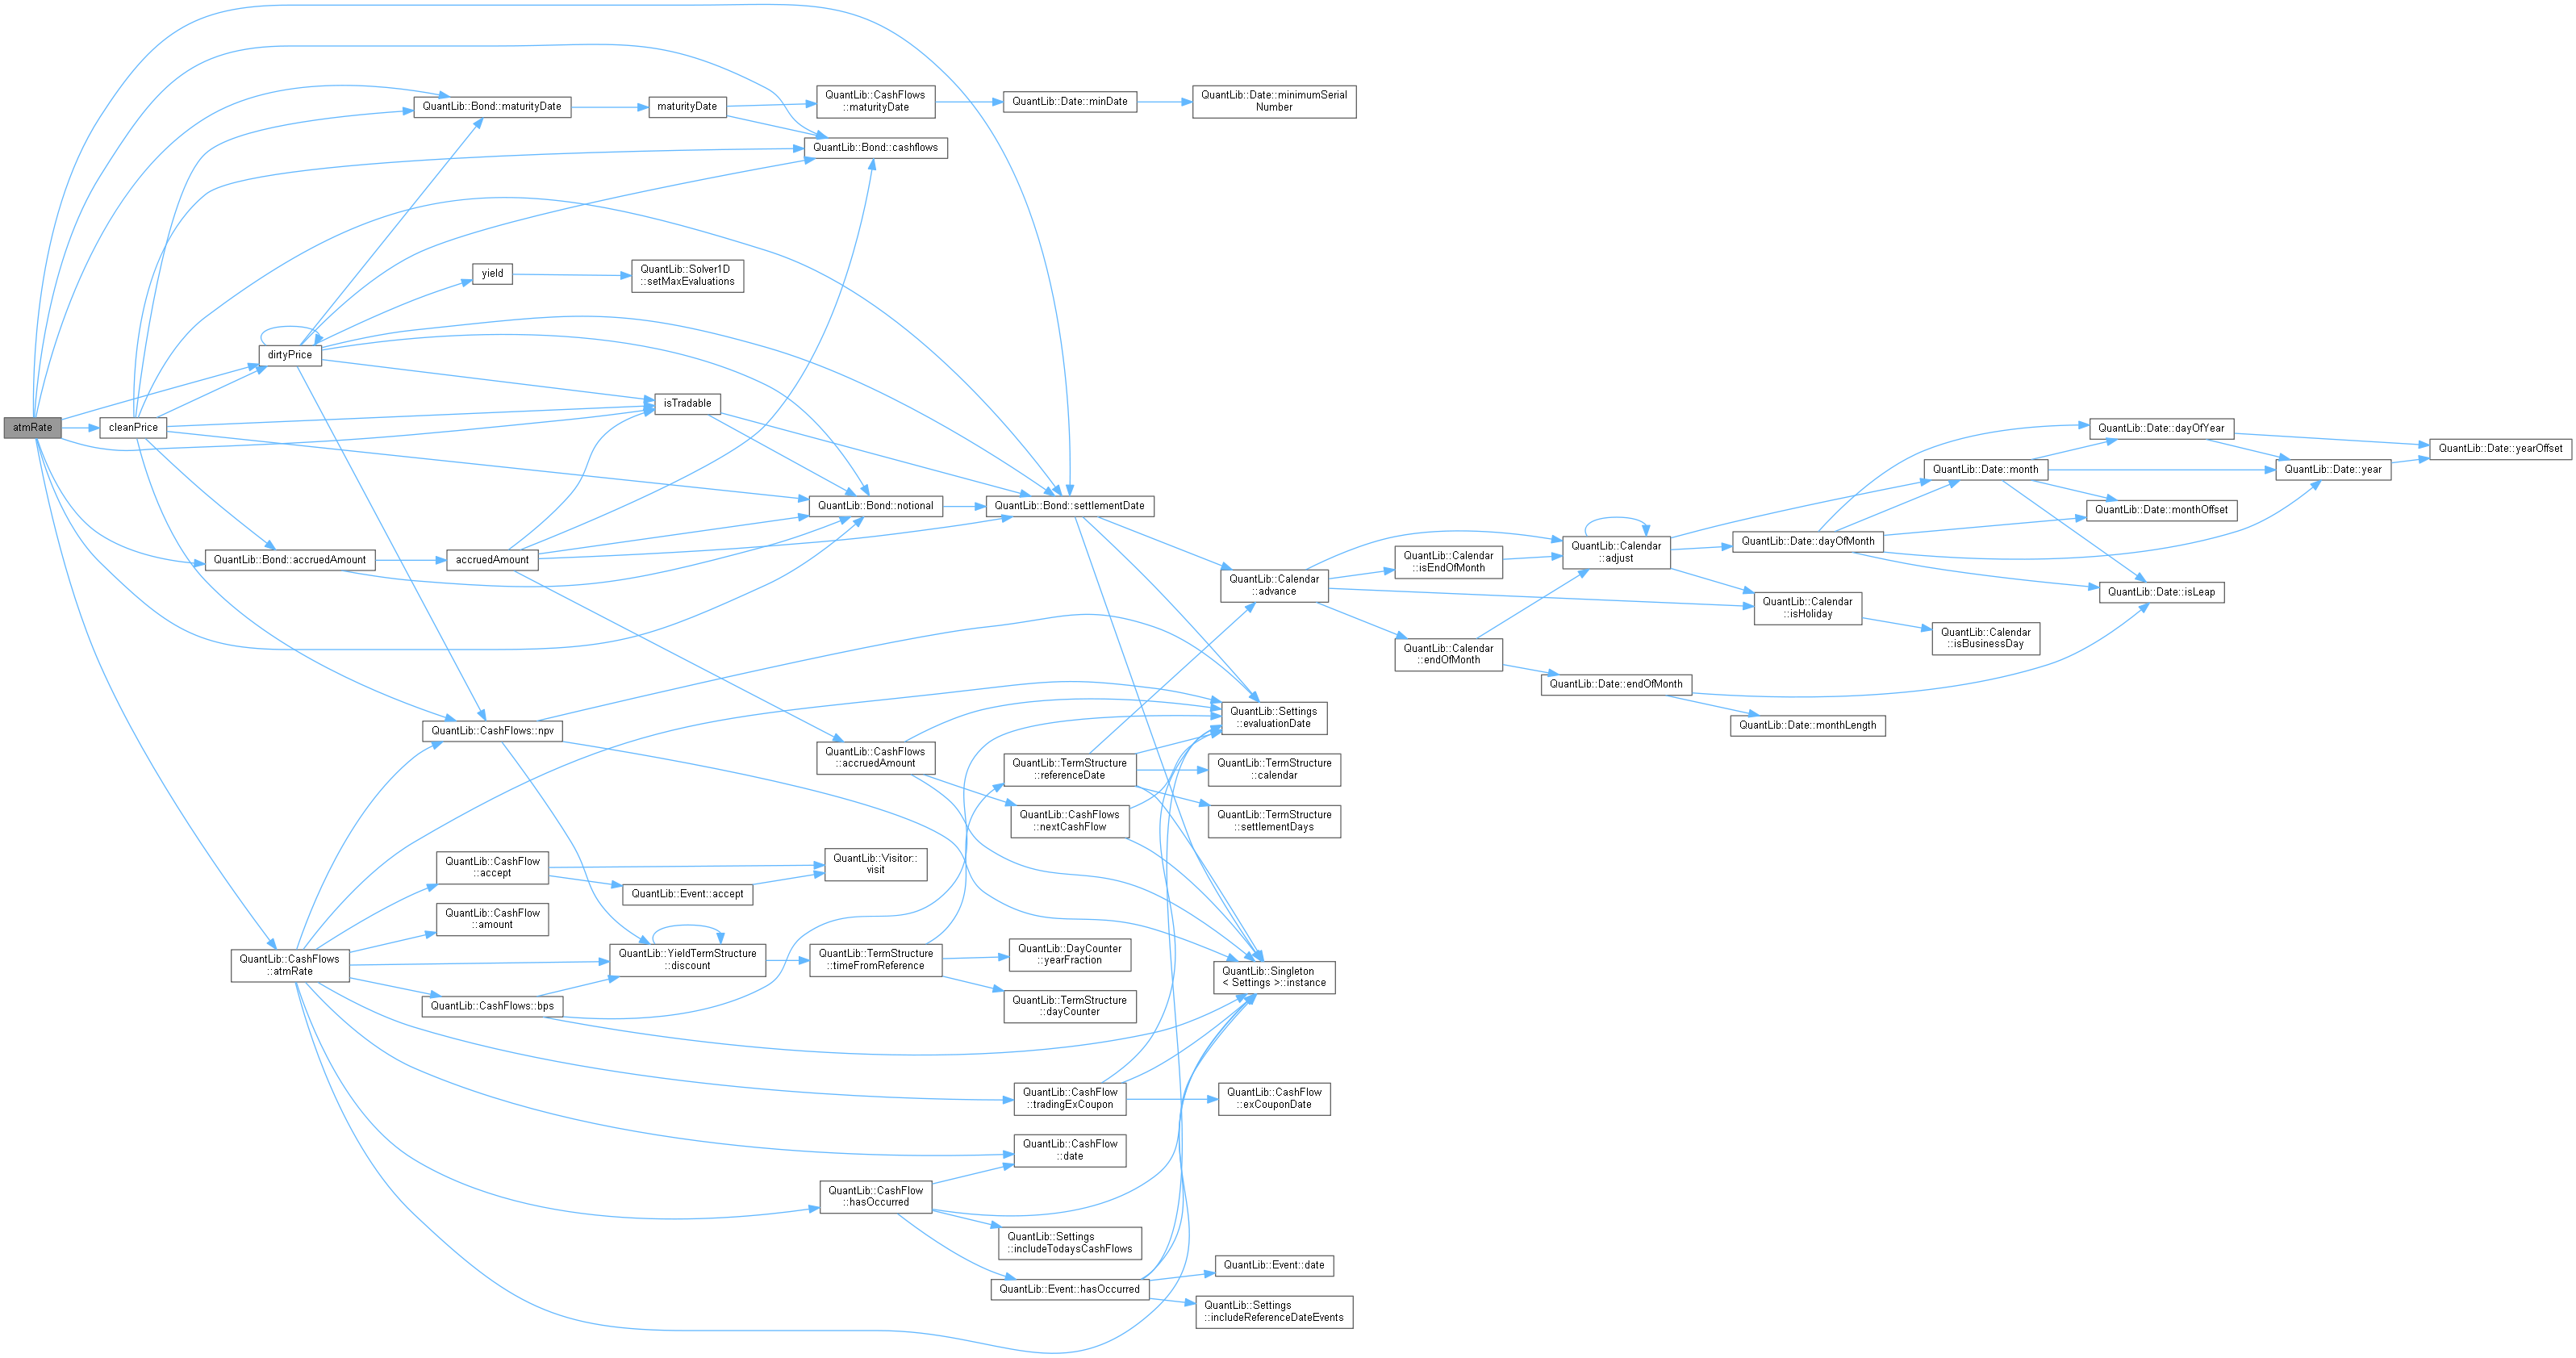 atmRate
cleanPrice
QuantLib::Bond::maturityDate
maturityDate
QuantLib::CashFlows
::maturityDate
QuantLib::Date::minDate
QuantLib::Date::minimumSerial
Number
QuantLib::Bond::cashflows
yield
QuantLib::Solver1D
::setMaxEvaluations
dirtyPrice
isTradable
QuantLib::Bond::notional
QuantLib::Bond::settlementDate
QuantLib::Bond::accruedAmount
accruedAmount
QuantLib::Calendar
::advance
QuantLib::Calendar
::isEndOfMonth
QuantLib::Calendar
::endOfMonth
QuantLib::Calendar
::adjust
QuantLib::Date::endOfMonth
QuantLib::Date::dayOfMonth
QuantLib::Calendar
::isHoliday
QuantLib::Date::monthLength
QuantLib::Date::month
QuantLib::Calendar
::isBusinessDay
QuantLib::Date::dayOfYear
QuantLib::Date::monthOffset
QuantLib::Date::isLeap
QuantLib::Date::year
QuantLib::Date::yearOffset
QuantLib::CashFlows::npv
QuantLib::CashFlows
::accruedAmount
QuantLib::Settings
::evaluationDate
QuantLib::TermStructure
::referenceDate
QuantLib::TermStructure
::calendar
QuantLib::CashFlows
::nextCashFlow
QuantLib::TermStructure
::settlementDays
QuantLib::CashFlow
::accept
QuantLib::Event::accept
QuantLib::Visitor::
visit
QuantLib::CashFlow
::amount
QuantLib::CashFlows
::atmRate
QuantLib::YieldTermStructure
::discount
QuantLib::TermStructure
::timeFromReference
QuantLib::DayCounter
::yearFraction
QuantLib::TermStructure
::dayCounter
QuantLib::Singleton
< Settings >::instance
QuantLib::CashFlows::bps
QuantLib::CashFlow
::tradingExCoupon
QuantLib::CashFlow
::exCouponDate
QuantLib::CashFlow
::date
QuantLib::CashFlow
::hasOccurred
QuantLib::Settings
::includeTodaysCashFlows
QuantLib::Event::hasOccurred
QuantLib::Event::date
QuantLib::Settings
::includeReferenceDateEvents